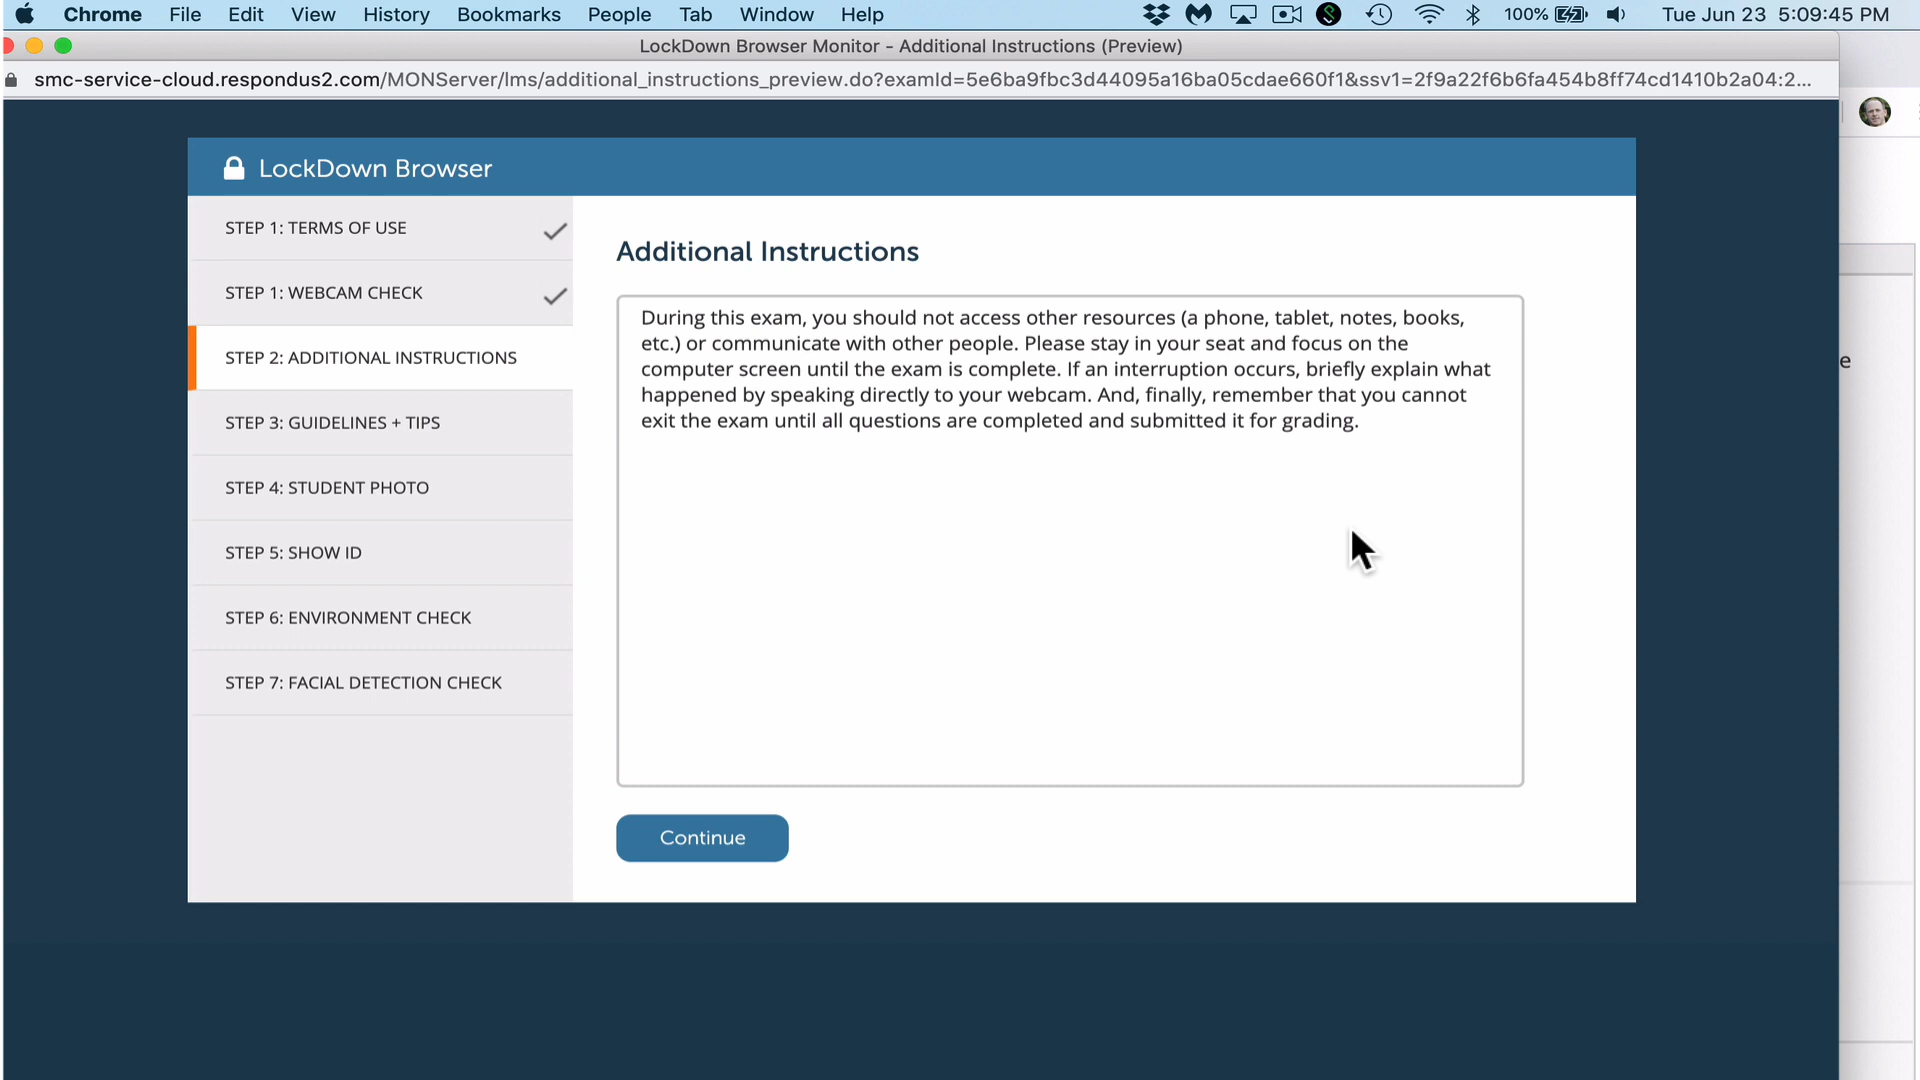 Chrome File Edit View History Bookmarks People Tab Window Help 100% Tue Jun 23 5:09:45 PM
LockDown Browser Monitor - Additional Instructions (Preview)
smc-service-cloud.respondus2.com/MONServer/lms/additional_instructions_preview.do?examId=5e6ba9fbc3d44095a16ba05cdae660f1&ssv1=2f9a22f6b6fa454b8ff74cd1410b2a04:2...
LockDown Browser
STEP 1: TERMS OF USE
STEP 1: WEBCAM CHECK
STEP 2: ADDITIONAL INSTRUCTIONS
STEP 3: GUIDELINES + TIPS
STEP 4: STUDENT PHOTO
STEP 5: SHOW ID
STEP 6: ENVIRONMENT CHECK
STEP 7: FACIAL DETECTION CHECK
Additional Instructions
During this exam, you should not access other resources (a phone, tablet, notes, books,
etc.) or communicate with other people. Please stay in your seat and focus on the
computer screen until the exam is complete. If an interruption occurs, briefly explain what
happened by speaking directly to your webcam. And, finally, remember that you cannot
exit the exam until all questions are completed and submitted it for grading.
Continue
e